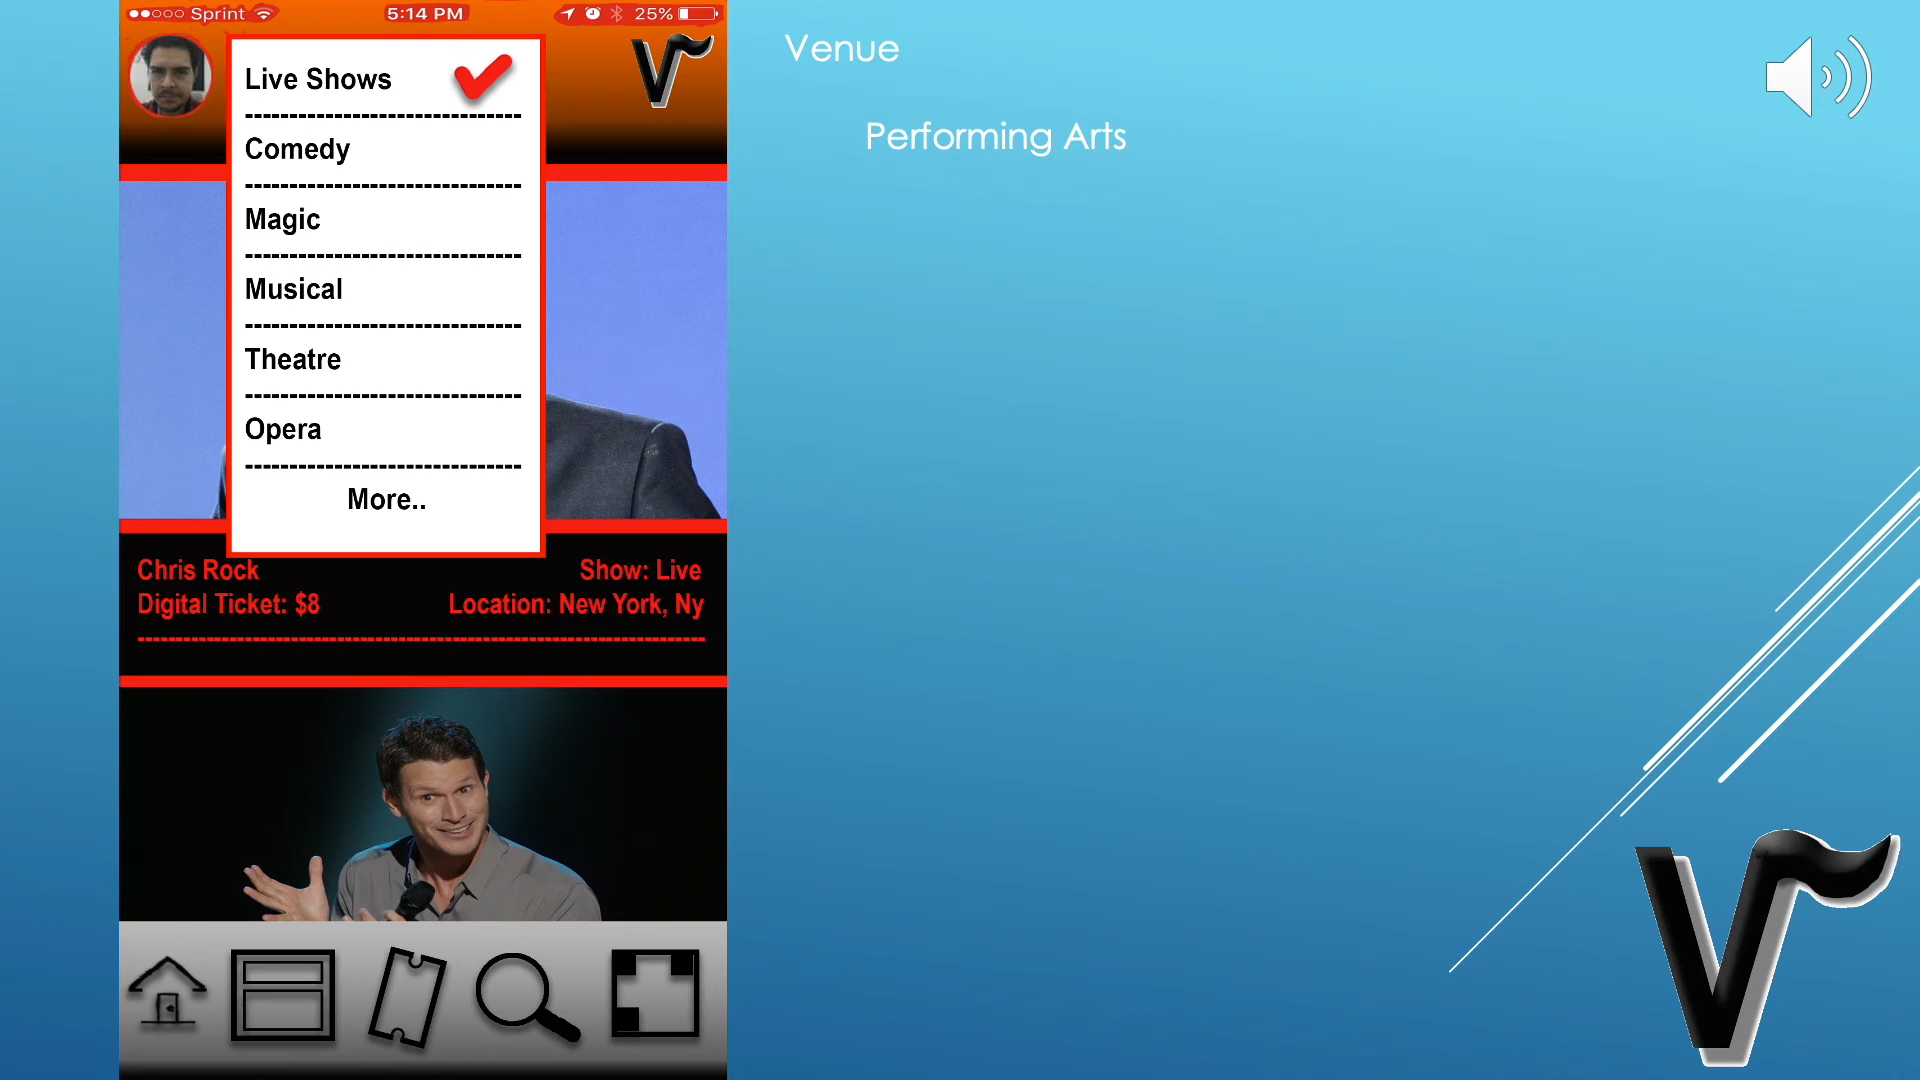 Sprint 5:14 PM 25%
Live Shows
Comedy
Magic
Musical
Theatre
Opera
More..
Chris Rock Show: Live
Digital Ticket: $8 Location: New York, Ny
Venue
Performing Arts
V
V